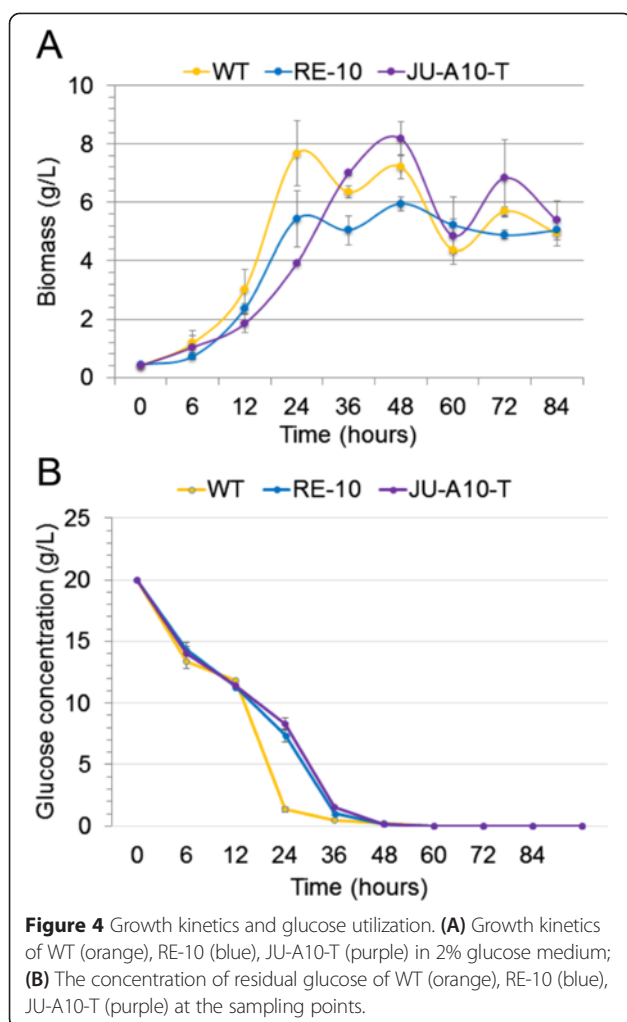 A
WT RE-10 JU-A10-T
Biomass (g/L)
10
8
6
4
2
0
0 6 12 24 36 48 60 72 84
Time (hours)
B
WT RE-10 JU-A10-T
Glucose concentration (g/L)
25
20
15
10
5
0
0 6 12 24 36 48 60 72 84
Time (hours)
Figure 4 Growth kinetics and glucose utilization. (A) Growth kinetics
of WT (orange), RE-10 (blue), JU-A10-T (purple) in 2% glucose medium;
(B) The concentration of residual glucose of WT (orange), RE-10 (blue),
JU-A10-T (purple) at the sampling points.